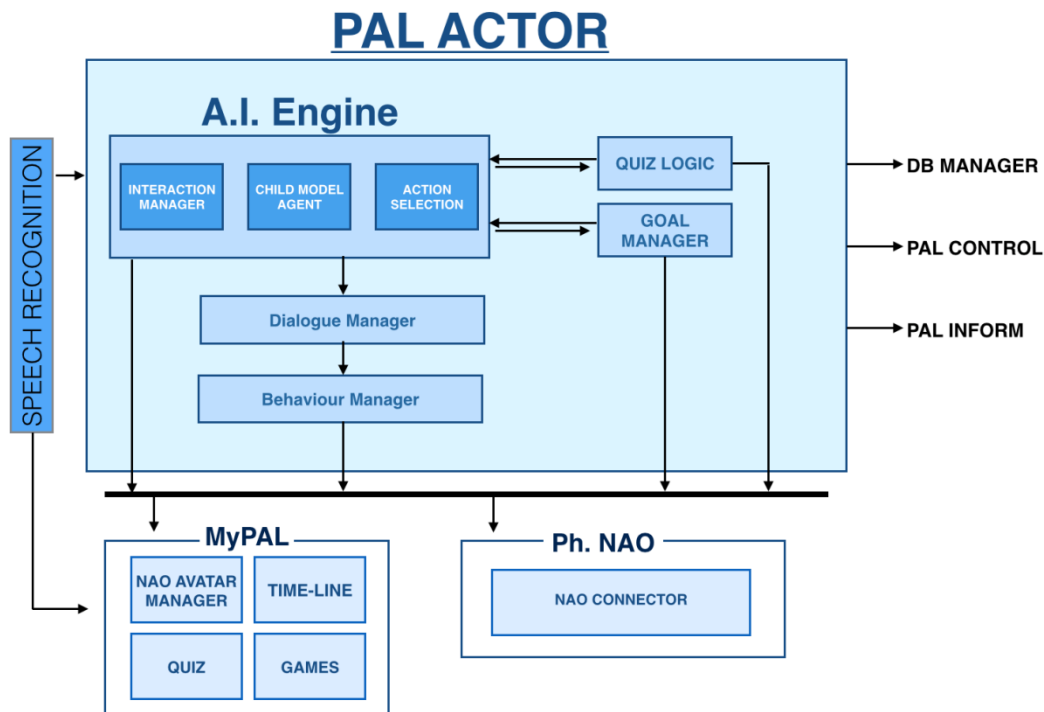 PAL ACTOR
A.I. Engine
SPEECH RECOGNITION
INTERACTION
MANAGER
CHILD MODEL
AGENT
ACTION
SELECTION
QUIZ LOGIC
GOAL
MANAGER
DB MANAGER
PAL CONTROL
PAL INFORM
Dialogue Manager
Behaviour Manager
MyPAL
NAO AVATAR
MANAGER
TIME-LINE
QUIZ
GAMES
Ph. NAO
NAO CONNECTOR